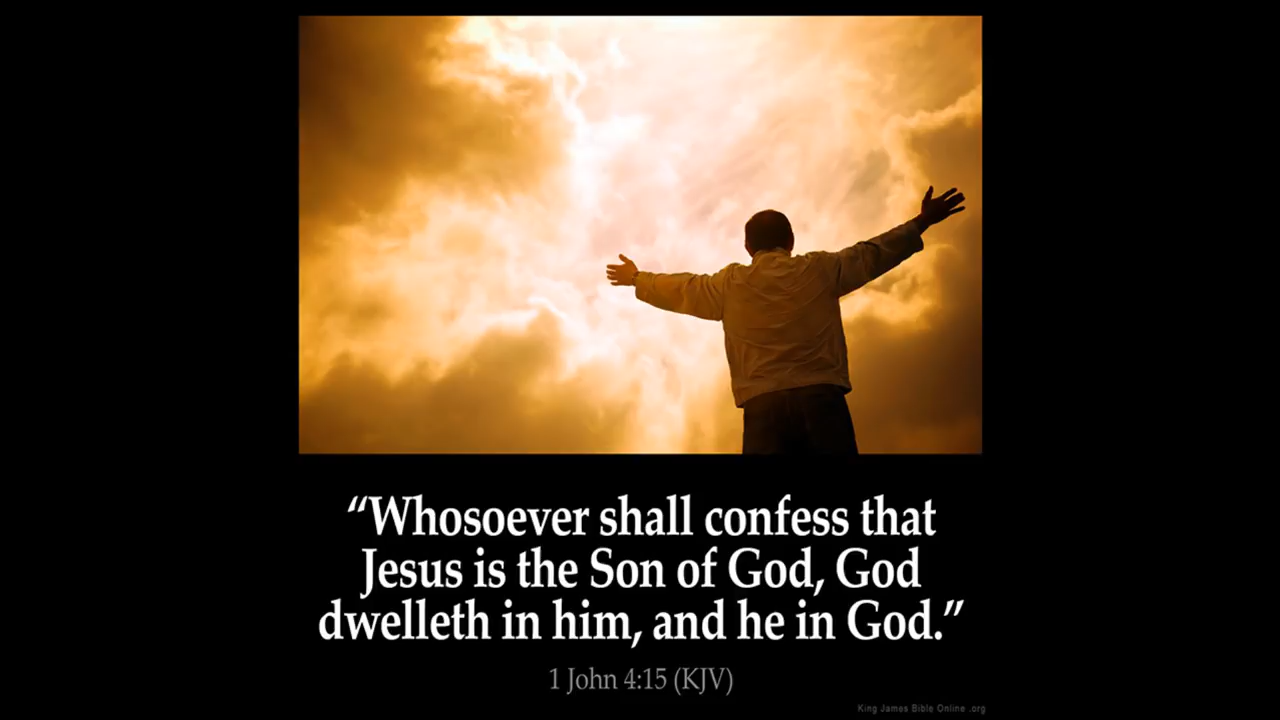 “Whosoever shall confess that
Jesus is the Son of God, God
dwelleth in him, and he in God.”
1 John 4:15 (KJV)
King James Bible Online .org